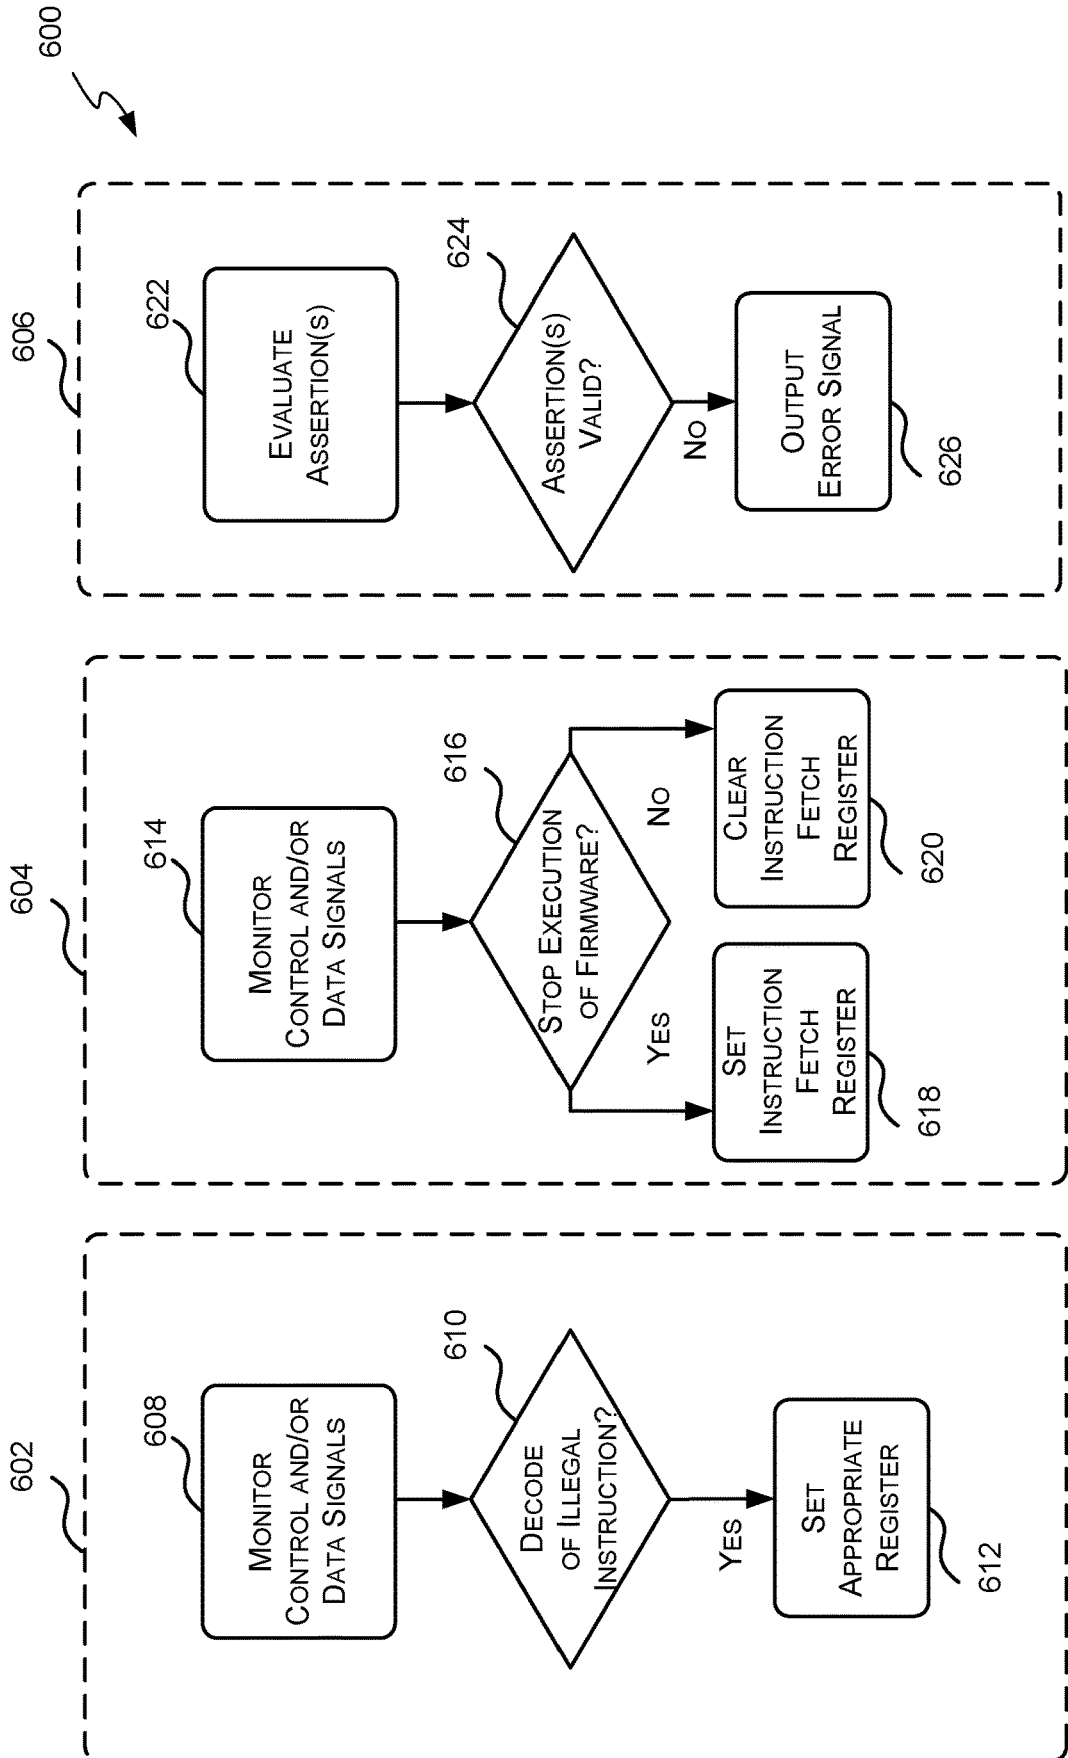 600
602
608
MONITOR
CONTROL AND/OR
DATA SIGNALS
610
DECODE
OF ILLEGAL
INSTRUCTION?
YES
SET
APPROPRIATE
REGISTER
612
604
614
MONITOR
CONTROL AND/OR
DATA SIGNALS
616
STOP EXECUTION
OF FIRMWARE?
YES
NO
SET
INSTRUCTION
FETCH
REGISTER
618
CLEAR
INSTRUCTION
FETCH
REGISTER
620
606
622
EVALUATE
ASSERTION(S)
624
ASSERTION(S)
VALID?
NO
OUTPUT
ERROR SIGNAL
626